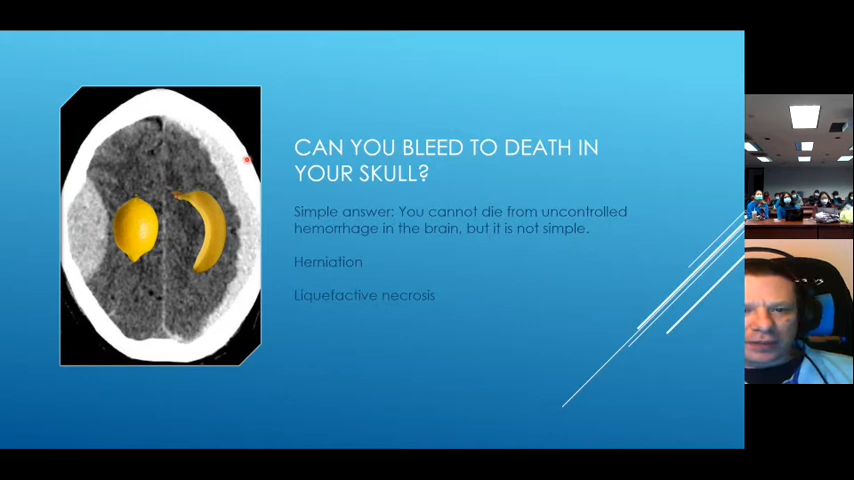 CAN YOU BLEED TO DEATH IN
YOUR SKULL?
Simple answer: You cannot die from uncontrolled
hemorrhage in the brain, but it is not simple.
Herniation
Liquefactive necrosis